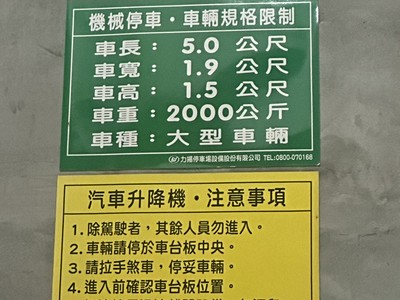 機械停車・車輛規格限制
車長：5.0公尺
車寬：1.9公尺
車高：1.5公尺
車重：2000公斤
車種：大型車輛
力揚停車場設備股份有限公司 TEL:0800-070168
汽車升降機・注意事項
1.除駕駛者，其餘人員勿進入。
2.車輛請停於車台板中央。
3.請拉手煞車，停妥車輛。
4.進入前確認車台板位置。